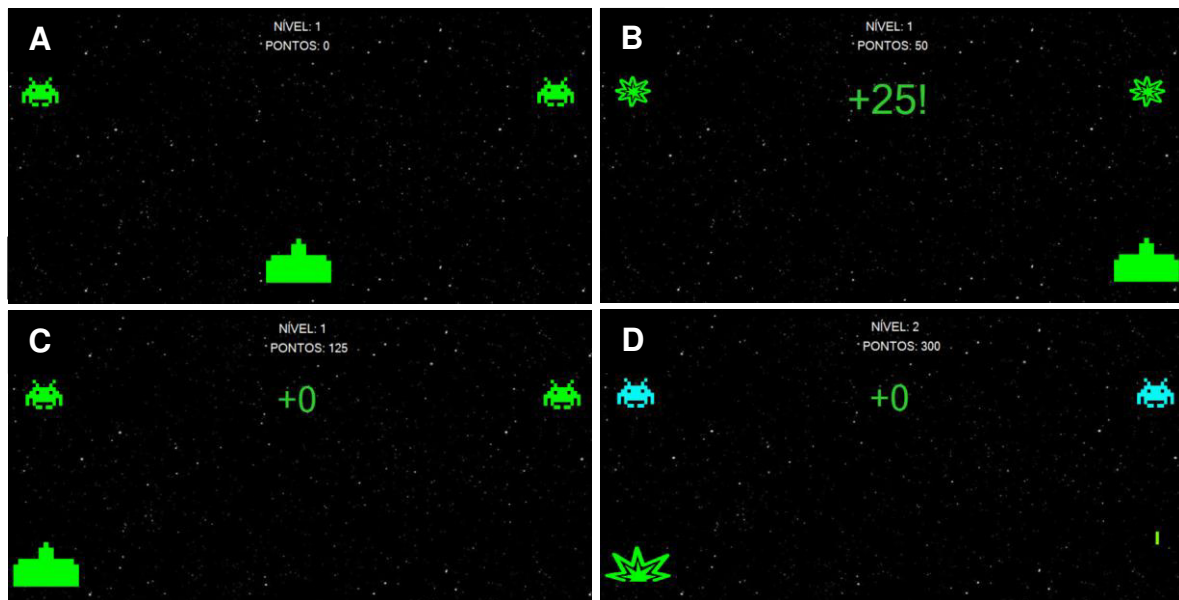 A
NÍVEL: 1
PONTOS: 0
B
NÍVEL: 1
PONTOS: 50
+25!
C
NÍVEL: 1
PONTOS: 125
+0
D
NÍVEL: 2
PONTOS: 300
+0